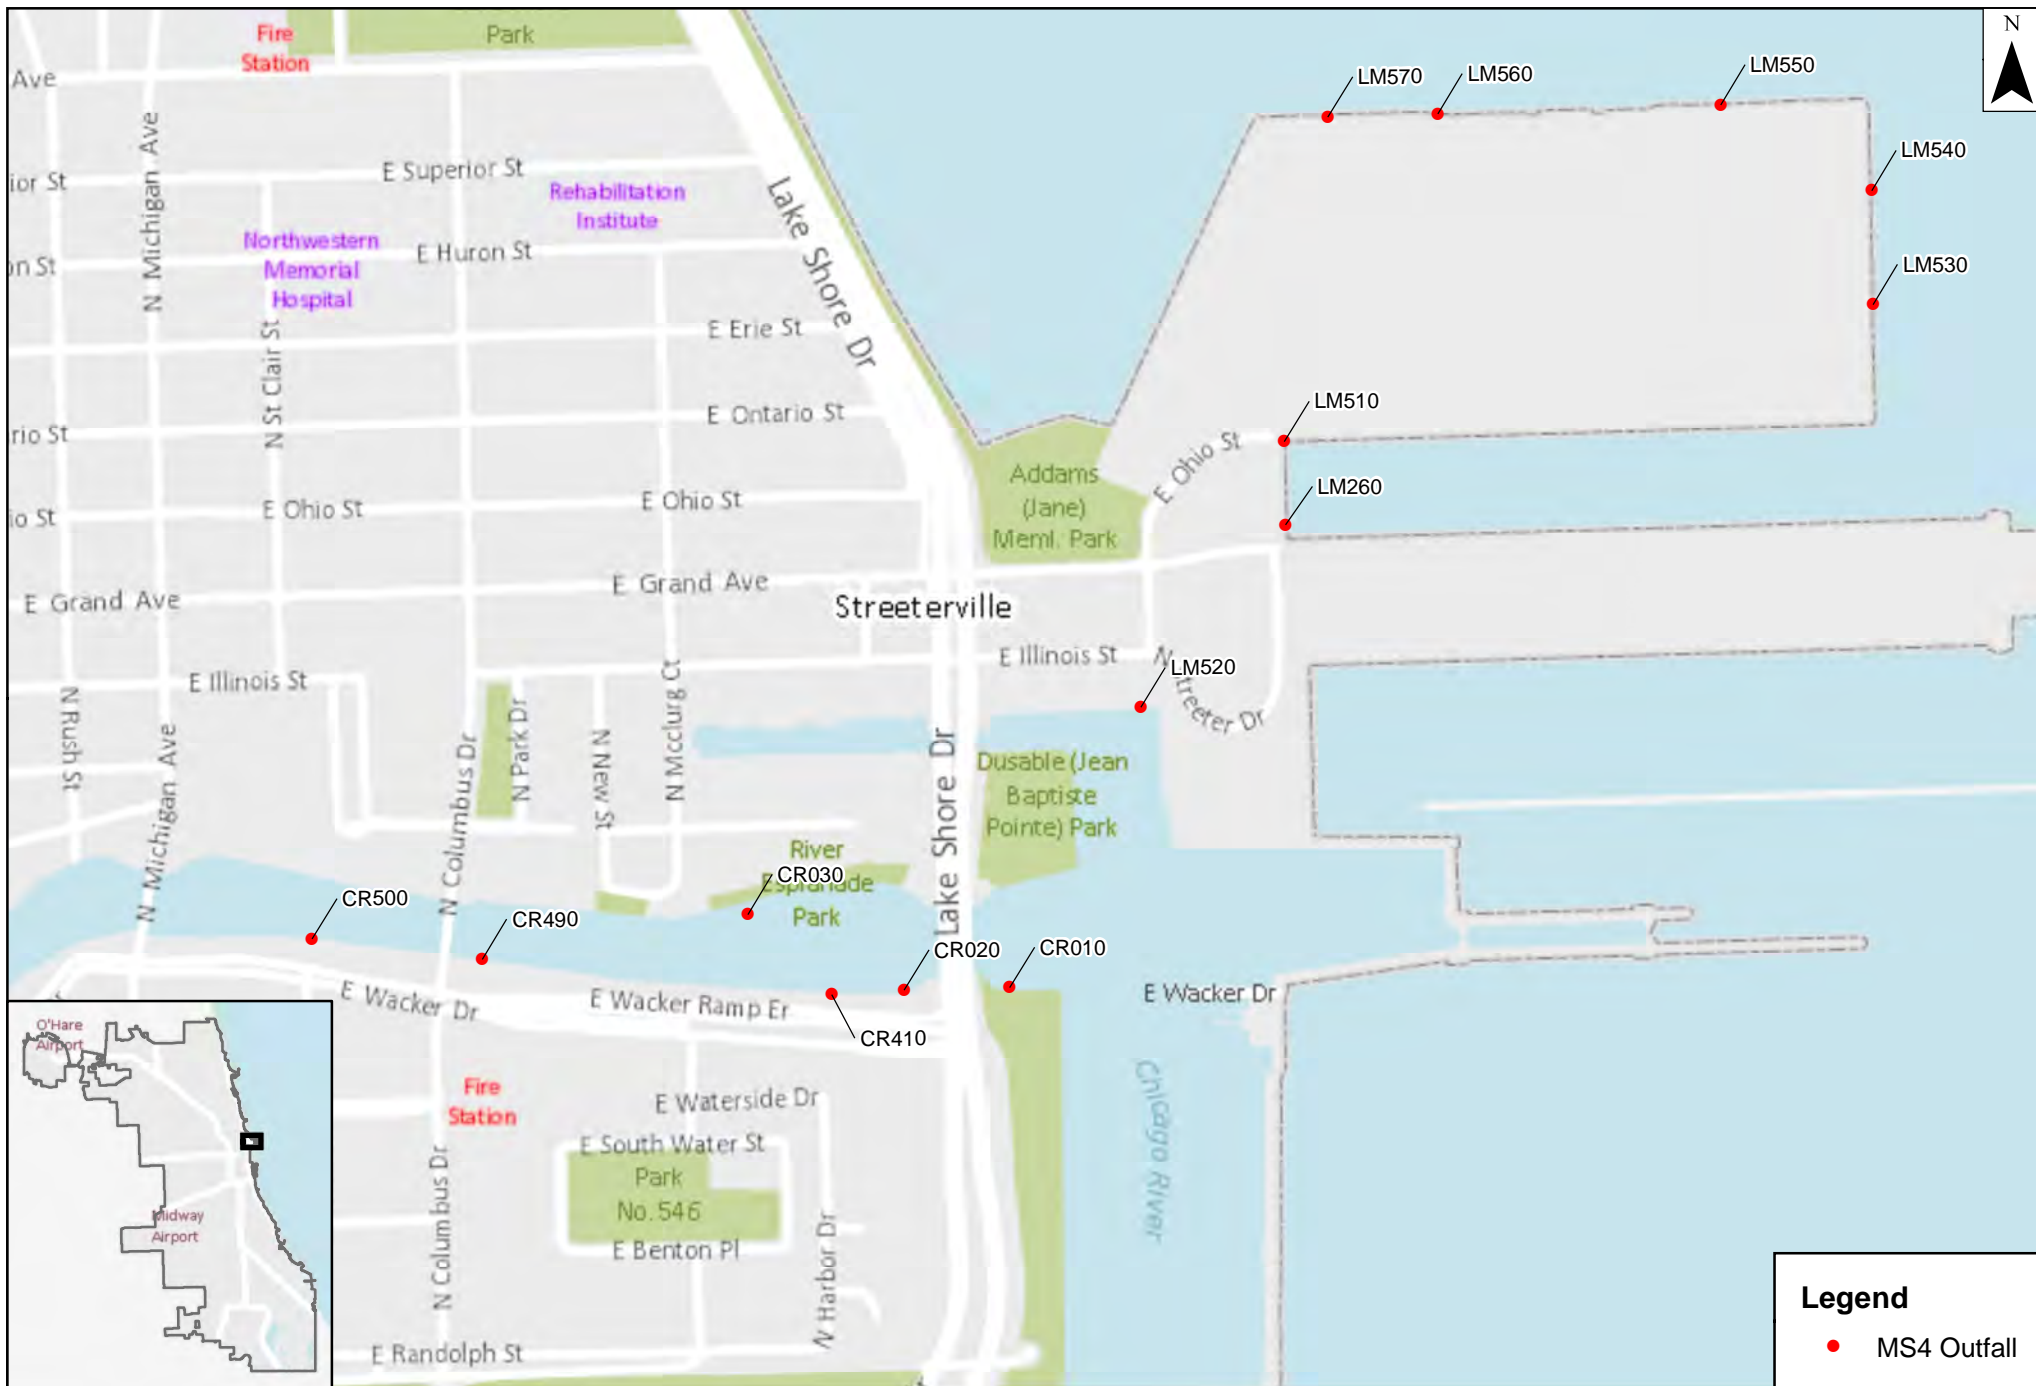 Fire
Station
Park
N
Ave
LM570
LM560
LM550
N Michigan Ave
E Superior St
ior St
Rehabilitation
Institute
Lake Shore Dr
LM540
Northwestern
Memorial
Hospital
E Huron St
on St
LM530
E Erie St
N St Clair St
E Ontario St
rio St
LM510
E Ohio St
Addams
(Jane)
Meml. Park
LM260
E Ohio St
E Ohio St
io St
E Grand Ave
E Grand Ave
Streeterville
E Illinois St
LM520
N Streeter Dr
E Illinois St
N Rush St
N Michigan Ave
N Columbus Dr
N Park Dr
N New St
N Mcclurg Ct
Lake Shore Dr
Dusable (Jean
Baptiste
Pointe) Park
River
Esplanade
Park
CR030
CR500
CR490
CR020
CR010
E Wacker Dr
E Wacker Ramp Er
CR410
E Wacker Dr
Chicago River
O'Hare
Airport
Midway
Airport
Fire
Station
E Waterside Dr
E South Water St
Park
No. 546
E Benton Pl
N Columbus Dr
N Harbor Dr
E Randolph St
Legend
MS4 Outfall